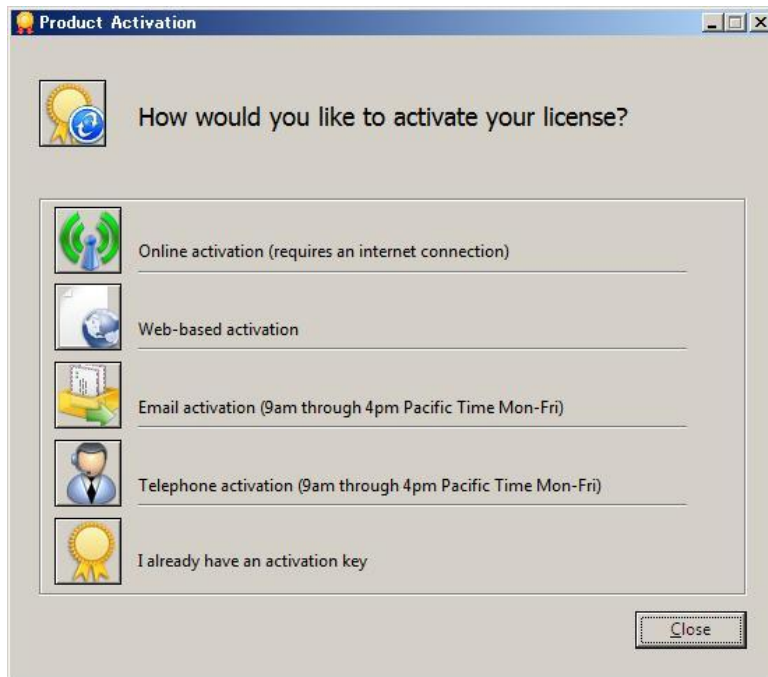 Product Activation
How would you like to activate your license?
Online activation (requires an internet connection)
Web-based activation
Email activation (9am through 4pm Pacific Time Mon-Fri)
Telephone activation (9am through 4pm Pacific Time Mon-Fri)
I already have an activation key
Close